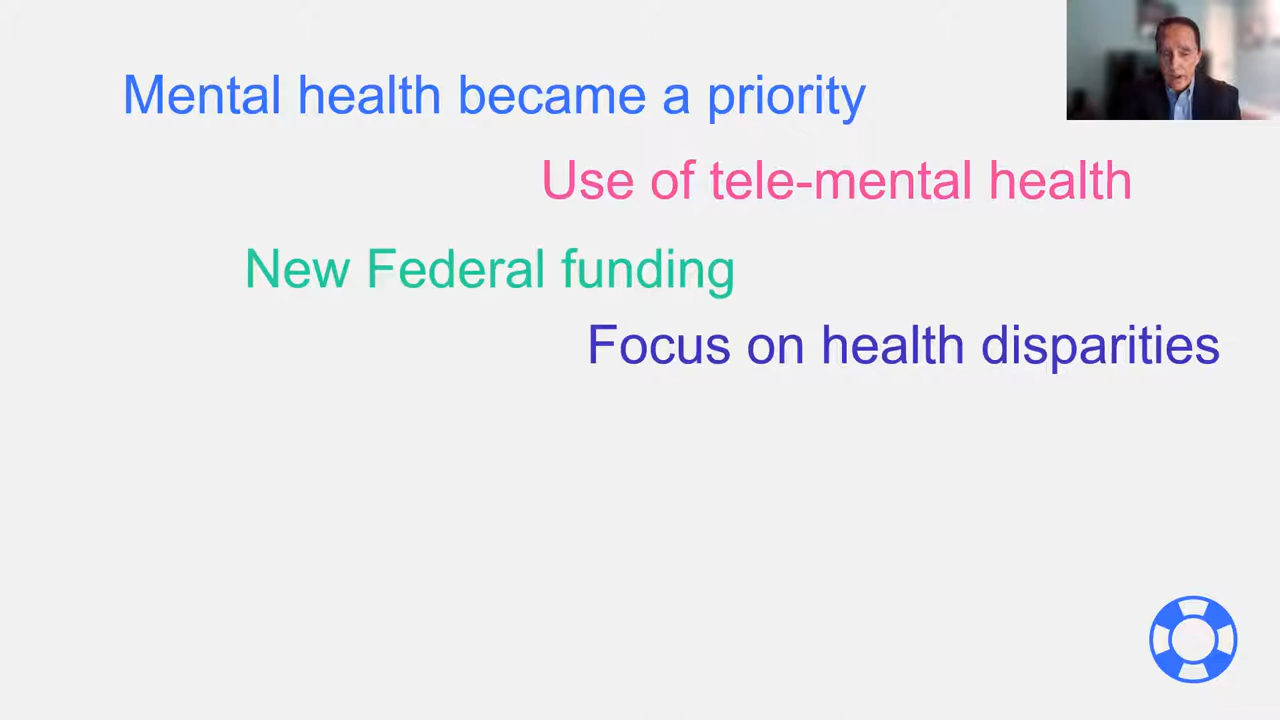 Mental health became a priority
Use of tele-mental health
New Federal funding
Focus on health disparities